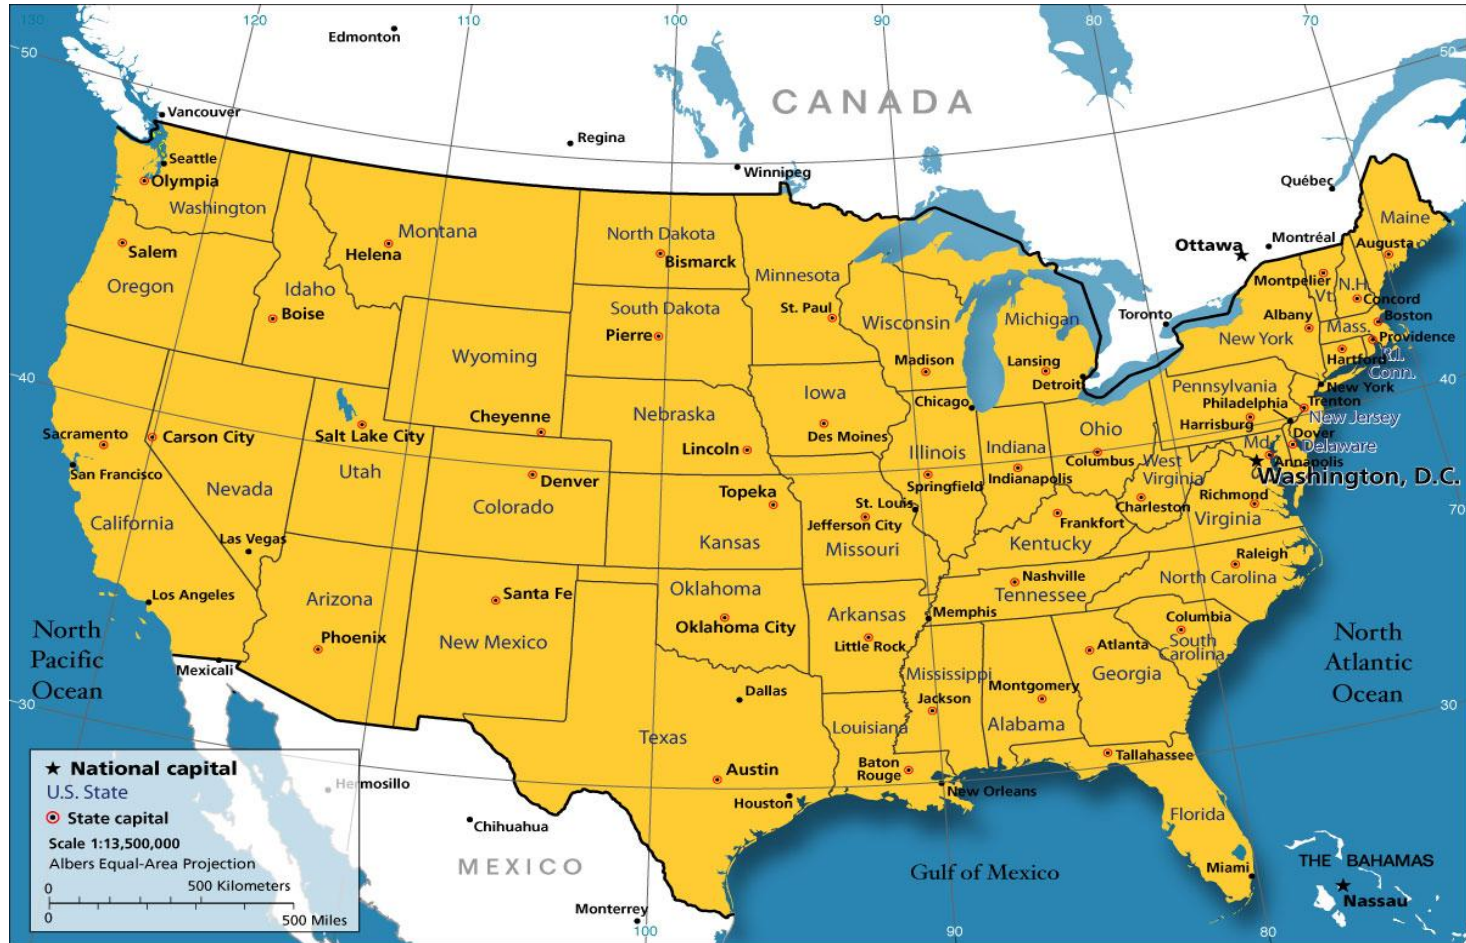 130
120
110
100
90
80
70
50
50
Edmonton
CANADA
Vancouver
Regina
Winnipeg
Québec
Seattle
Olympia
Washington
Montana
Helena
North Dakota
Bismarck
Minnesota
St. Paul
Ottawa
Montréal
Maine
Augusta
Salem
Oregon
Idaho
Boise
South Dakota
Pierre
Wisconsin
Madison
Michigan
Lansing
Detroit
Toronto
Montpelier
Vt.
N.H.
Concord
Albany
Boston
Mass.
New York
Providence
Hartford
R.I.
Conn.
Wyoming
Cheyenne
Nebraska
Lincoln
Iowa
Des Moines
Chicago
Pennsylvania
New York
Philadelphia
Trenton
Harrisburg
New Jersey
40
40
Sacramento
San Francisco
Carson City
Nevada
California
Salt Lake City
Utah
Denver
Colorado
Topeka
Kansas
St. Louis
Jefferson City
Missouri
Illinois
Springfield
Indiana
Indianapolis
Ohio
Columbus
West
Virginia
Charleston
Md.
Dover
Delaware
Annapolis
Washington, D.C.
Richmond
Virginia
70
Frankfort
Kentucky
Las Vegas
Los Angeles
Arizona
Phoenix
Santa Fe
New Mexico
Oklahoma
Oklahoma City
Arkansas
Little Rock
Nashville
Tennessee
Memphis
Raleigh
North Carolina
Columbia
South
Carolina
Atlanta
Georgia
North
Pacific
Ocean
North
Atlantic
Ocean
Mexicali
Dallas
Texas
Austin
Houston
Louisiana
Baton
Rouge
New Orleans
Mississippi
Jackson
Montgomery
Alabama
Tallahassee
Florida
Miami
30
30
Hermosillo
Chihuahua
MEXICO
Monterrey
Gulf of Mexico
THE BAHAMAS
Nassau
100
90
80
National capital
U.S. State
State capital
Scale 1:13,500,000
Albers Equal-Area Projection
0
500 Kilometers
0
500 Miles